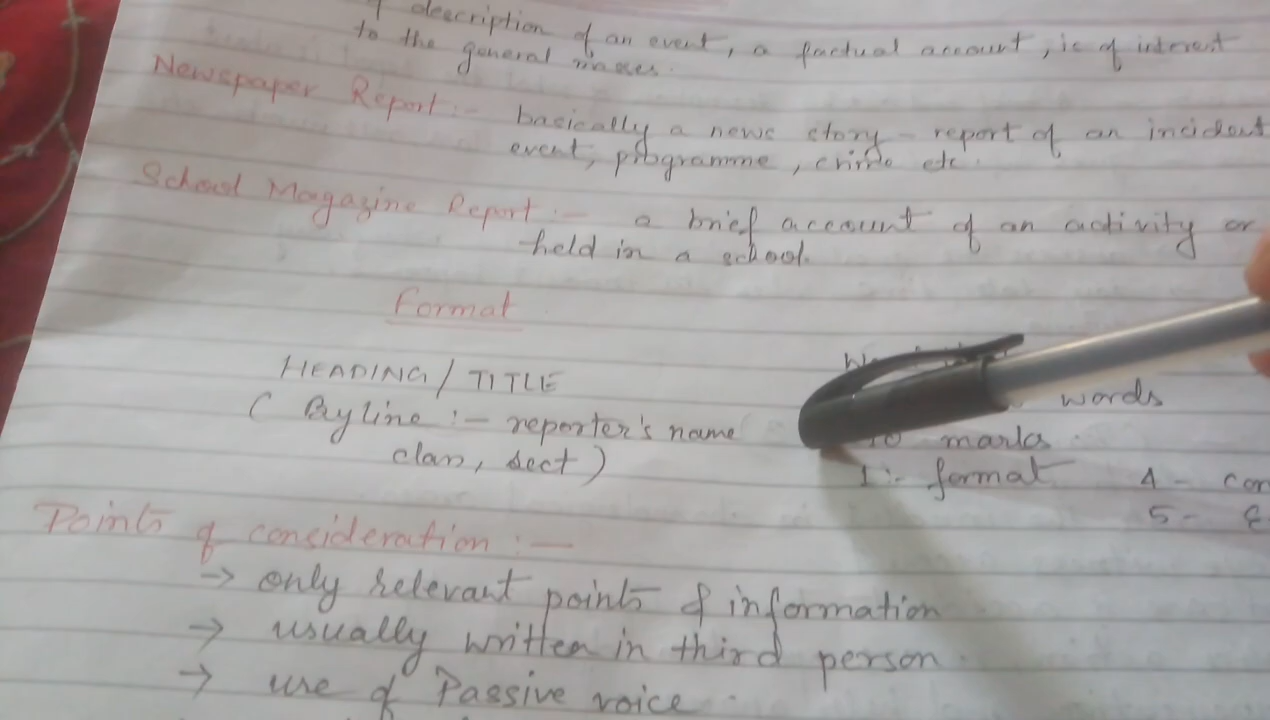 description of an event, a factual account, is of interest
to the general masses.
Newspaper Report :- basically a news story - report of an incident
event, programme, crime etc.
School Magazine Report :- a brief account of an activity or
held in a school.
Format
HEADING / TITLE
words
( Byline :- reporter's name
10 marks.
class, sect )
1:- format 4 -
5 -
Points of consideration :-
→ only relevant points of information
→ usually written in third person.
→ use of Passive voice.